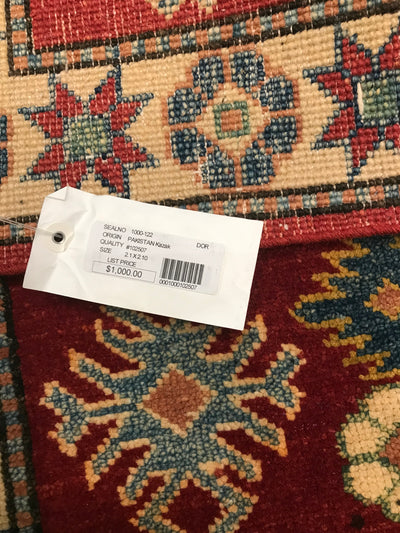 SEALNO 1000-122
ORIGIN PAKISTAN Kazak DOR
QUALITY #102507
SIZE 2.1 X 2.10
LIST PRICE
$1,000.00
0001000102507